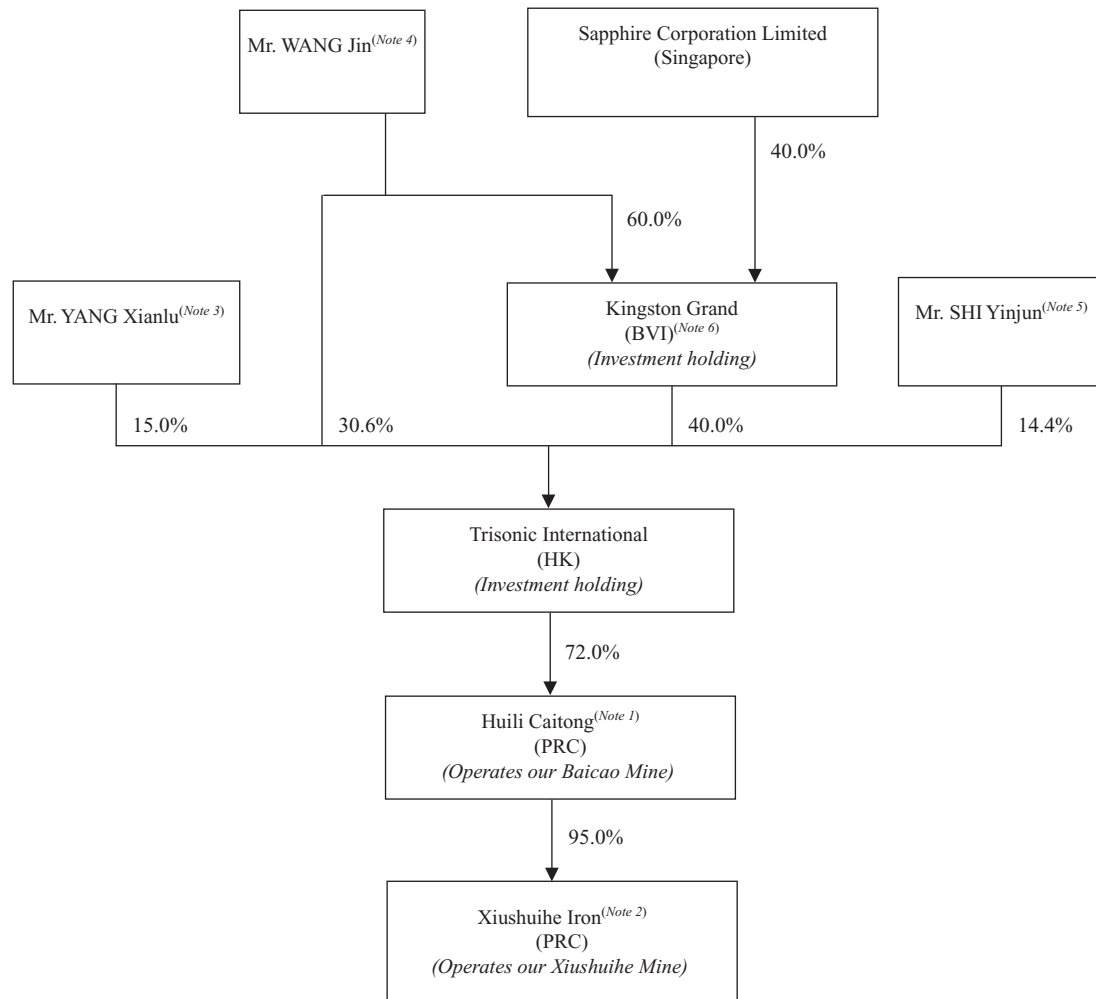 Mr. WANG Jin(Note 4)
Sapphire Corporation Limited
(Singapore)
40.0%
60.0%
Mr. YANG Xianlu(Note 3)
Kingston Grand
(BVI)(Note 6)
(Investment holding)
Mr. SHI Yinjun(Note 5)
15.0%
30.6%
40.0%
14.4%
Trisonic International
(HK)
(Investment holding)
72.0%
Huili Caitong(Note 1)
(PRC)
(Operates our Baicao Mine)
95.0%
Xiushuihe Iron(Note 2)
(PRC)
(Operates our Xiushuihe Mine)